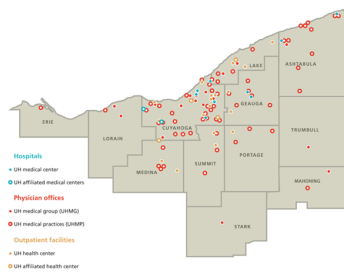 LAKE
ASHTABULA
GEAUGA
ERIE
LORAIN
CUYAHOGA
TRUMBULL
PORTAGE
SUMMIT
MEDINA
MAHONING
STARK
Hospitals
UH medical center
UH affiliated medical centers
Physician offices
UH medical group (UHMG)
UH medical practices (UHMP)
Outpatient facilities
UH health center
UH affiliated health center